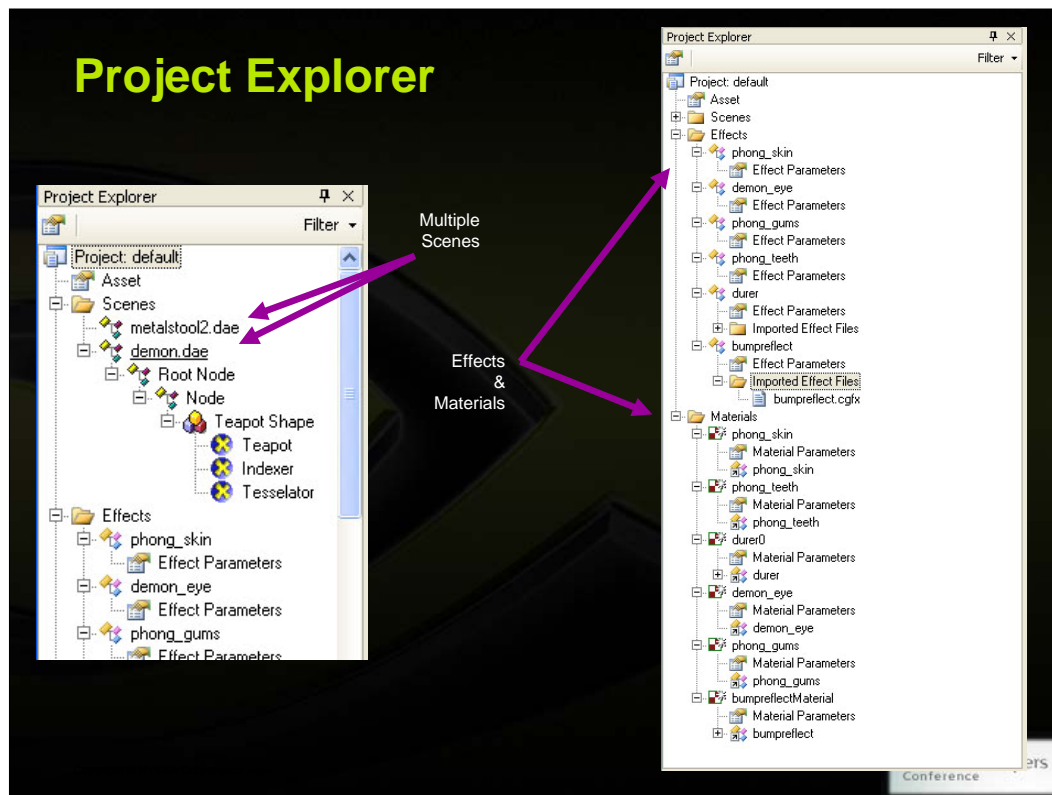 Project Explorer
Project Explorer
Filter
Project: default
Asset
Scenes
metalstool2.dae
demon.dae
Root Node
Node
Teapot Shape
Teapot
Indexer
Tesselator
Effects
phong_skin
Effect Parameters
demon_eye
Effect Parameters
phong_gums
Effect Parameters
Multiple
Scenes
Effects
&
Materials
Project Explorer
Filter
Project: default
Asset
Scenes
Effects
phong_skin
Effect Parameters
demon_eye
Effect Parameters
phong_gums
Effect Parameters
phong_teeth
Effect Parameters
durer
Effect Parameters
Imported Effect Files
bumpreflect
Effect Parameters
Imported Effect Files
bumpreflect.cgfx
Materials
phong_skin
Material Parameters
phong_skin
phong_teeth
Material Parameters
phong_teeth
durer0
Material Parameters
durer
demon_eye
Material Parameters
demon_eye
phong_gums
Material Parameters
phong_gums
bumpreflectMaterial
Material Parameters
bumpreflect
Conference